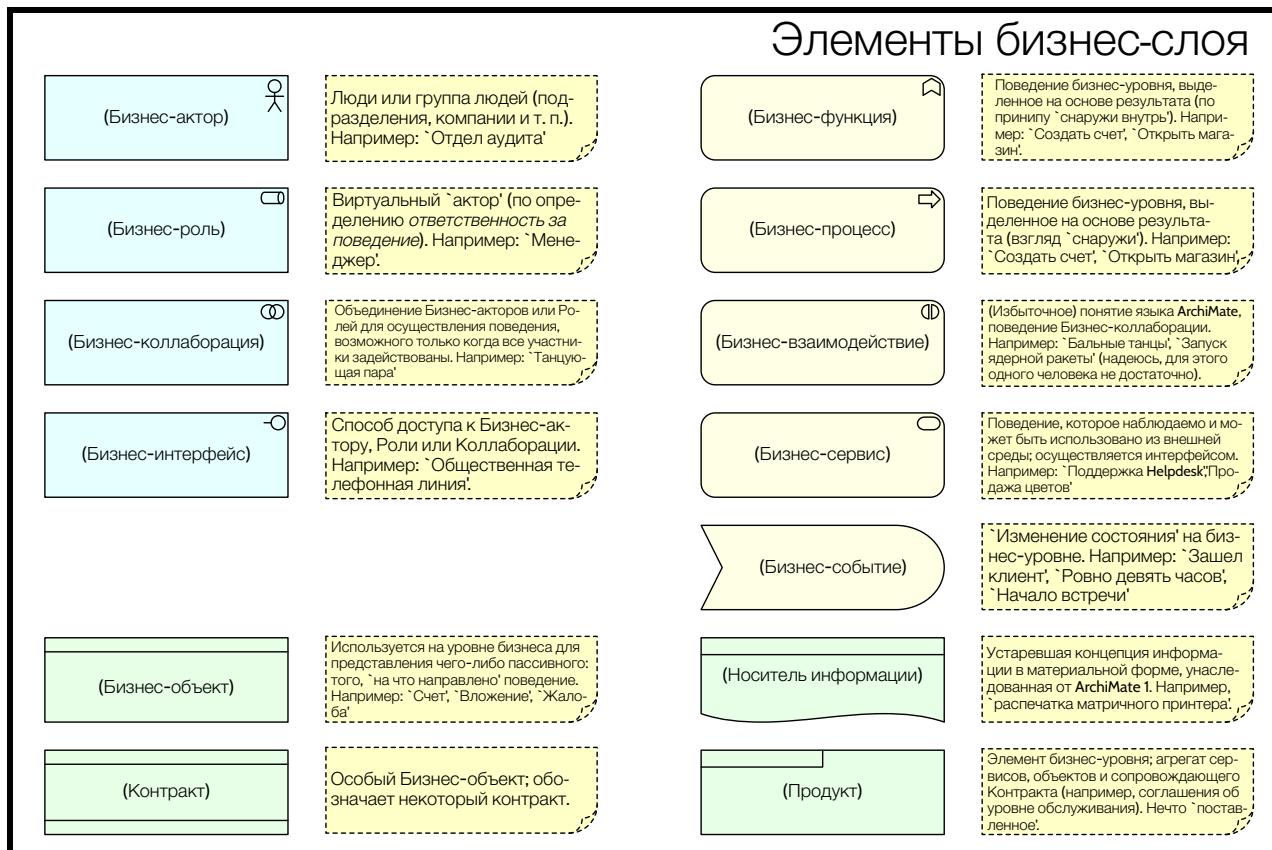 Элементы бизнес-слоя
(Бизнес-актор)
Люди или группа людей (под-
разделения, компании и т. п.).
Например: `Отдел аудита'
(Бизнес-функция)
Поведение бизнес-уровня, выде-
ленное на основе результата (по
принипу `снаружи внутрь'). Напри-
мер: `Создать счет', `Открыть мага-
зин'.
(Бизнес-роль)
Виртуальный `актор' (по опре-
делению ответственность за
поведение). Например: `Мене-
джер'.
(Бизнес-процесс)
Поведение бизнес-уровня, вы-
деленное на основе результа-
та (взгляд `снаружи'). Например:
`Создать счет', `Открыть магазин',
(Бизнес-коллаборация)
Объединение Бизнес-акторов или Ро-
лей для осуществления поведения,
возможного только когда все участни-
ки задействованы. Например: `Танцую-
щая пара'
(Бизнес-взаимодействие)
(Избыточное) понятие языка ArchiMate,
поведение Бизнес-коллаборации.
Например: `Бальные танцы', `Запуск
ядерной ракеты' (надеюсь, для этого
одного человека не достаточно).
(Бизнес-интерфейс)
Способ доступа к Бизнес-ак-
тору, Роли или Коллаборации.
Например: `Общественная те-
лефонная линия'.
(Бизнес-сервис)
Поведение, которое наблюдаемо и мо-
жет быть использовано из внешней
среды; осуществляется интерфейсом.
Например: `Поддержка Helpdesk','Про-
дажа цветов'
(Бизнес-событие)
`Изменение состояния' на биз-
нес-уровне. Например: `Зашел
клиент', `Ровно девять часов',
`Начало встречи'
(Бизнес-объект)
Используется на уровне бизнеса для
представления чего-либо пассивного:
того, `на что направлено' поведение.
Например: `Счет', `Вложение', `Жало-
ба'
(Носитель информации)
Устаревшая концепция информа-
ции в материальной форме, унасле-
дованная от ArchiMate 1. Например,
`распечатка матричного принтера'.
(Контракт)
Особый Бизнес-объект; обо-
значает некоторый контракт.
(Продукт)
Элемент бизнес-уровня; агрегат сер-
висов, объектов и сопровождающего
Контракта (например, соглашения об
уровне обслуживания). Нечто `постав-
ленное'.